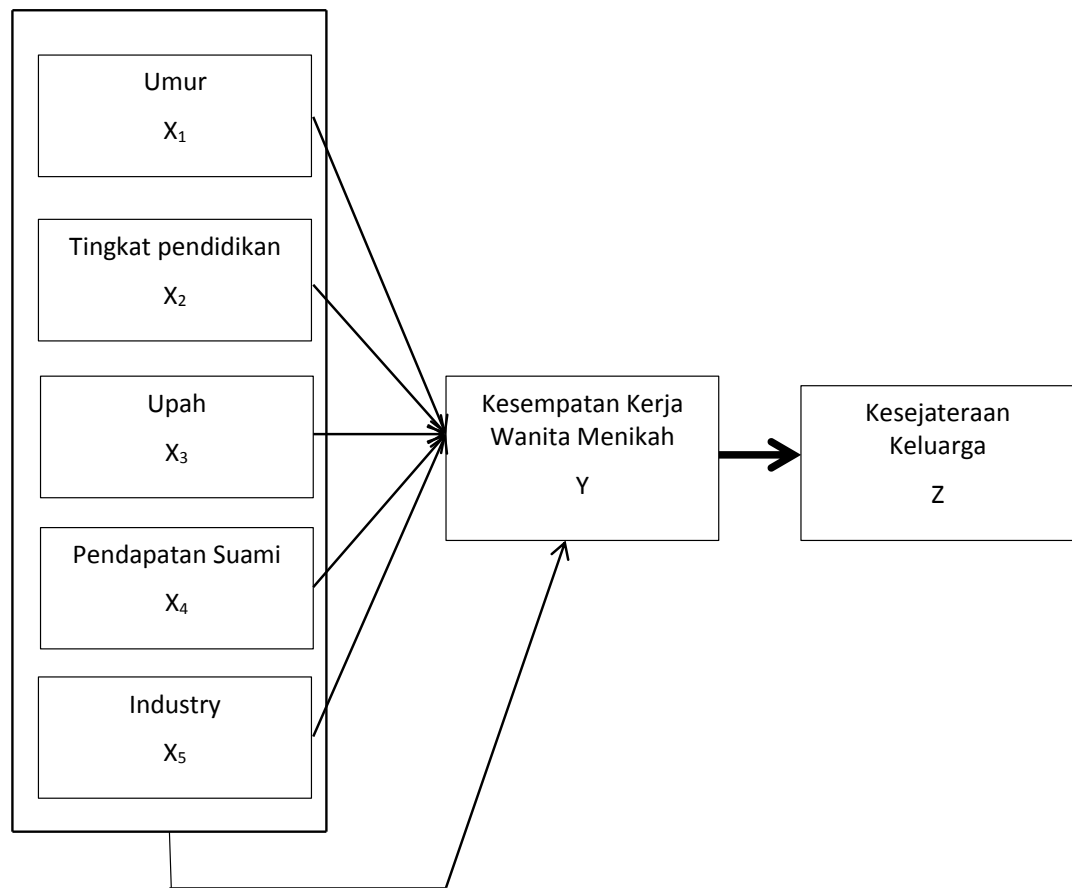 Umur
X₁
Tingkat pendidikan
X₂
Upah
X₃
Pendapatan Suami
X₄
Industry
X₅
Kesempatan Kerja
Wanita Menikah
Y
Kesejateraan
Keluarga
Z